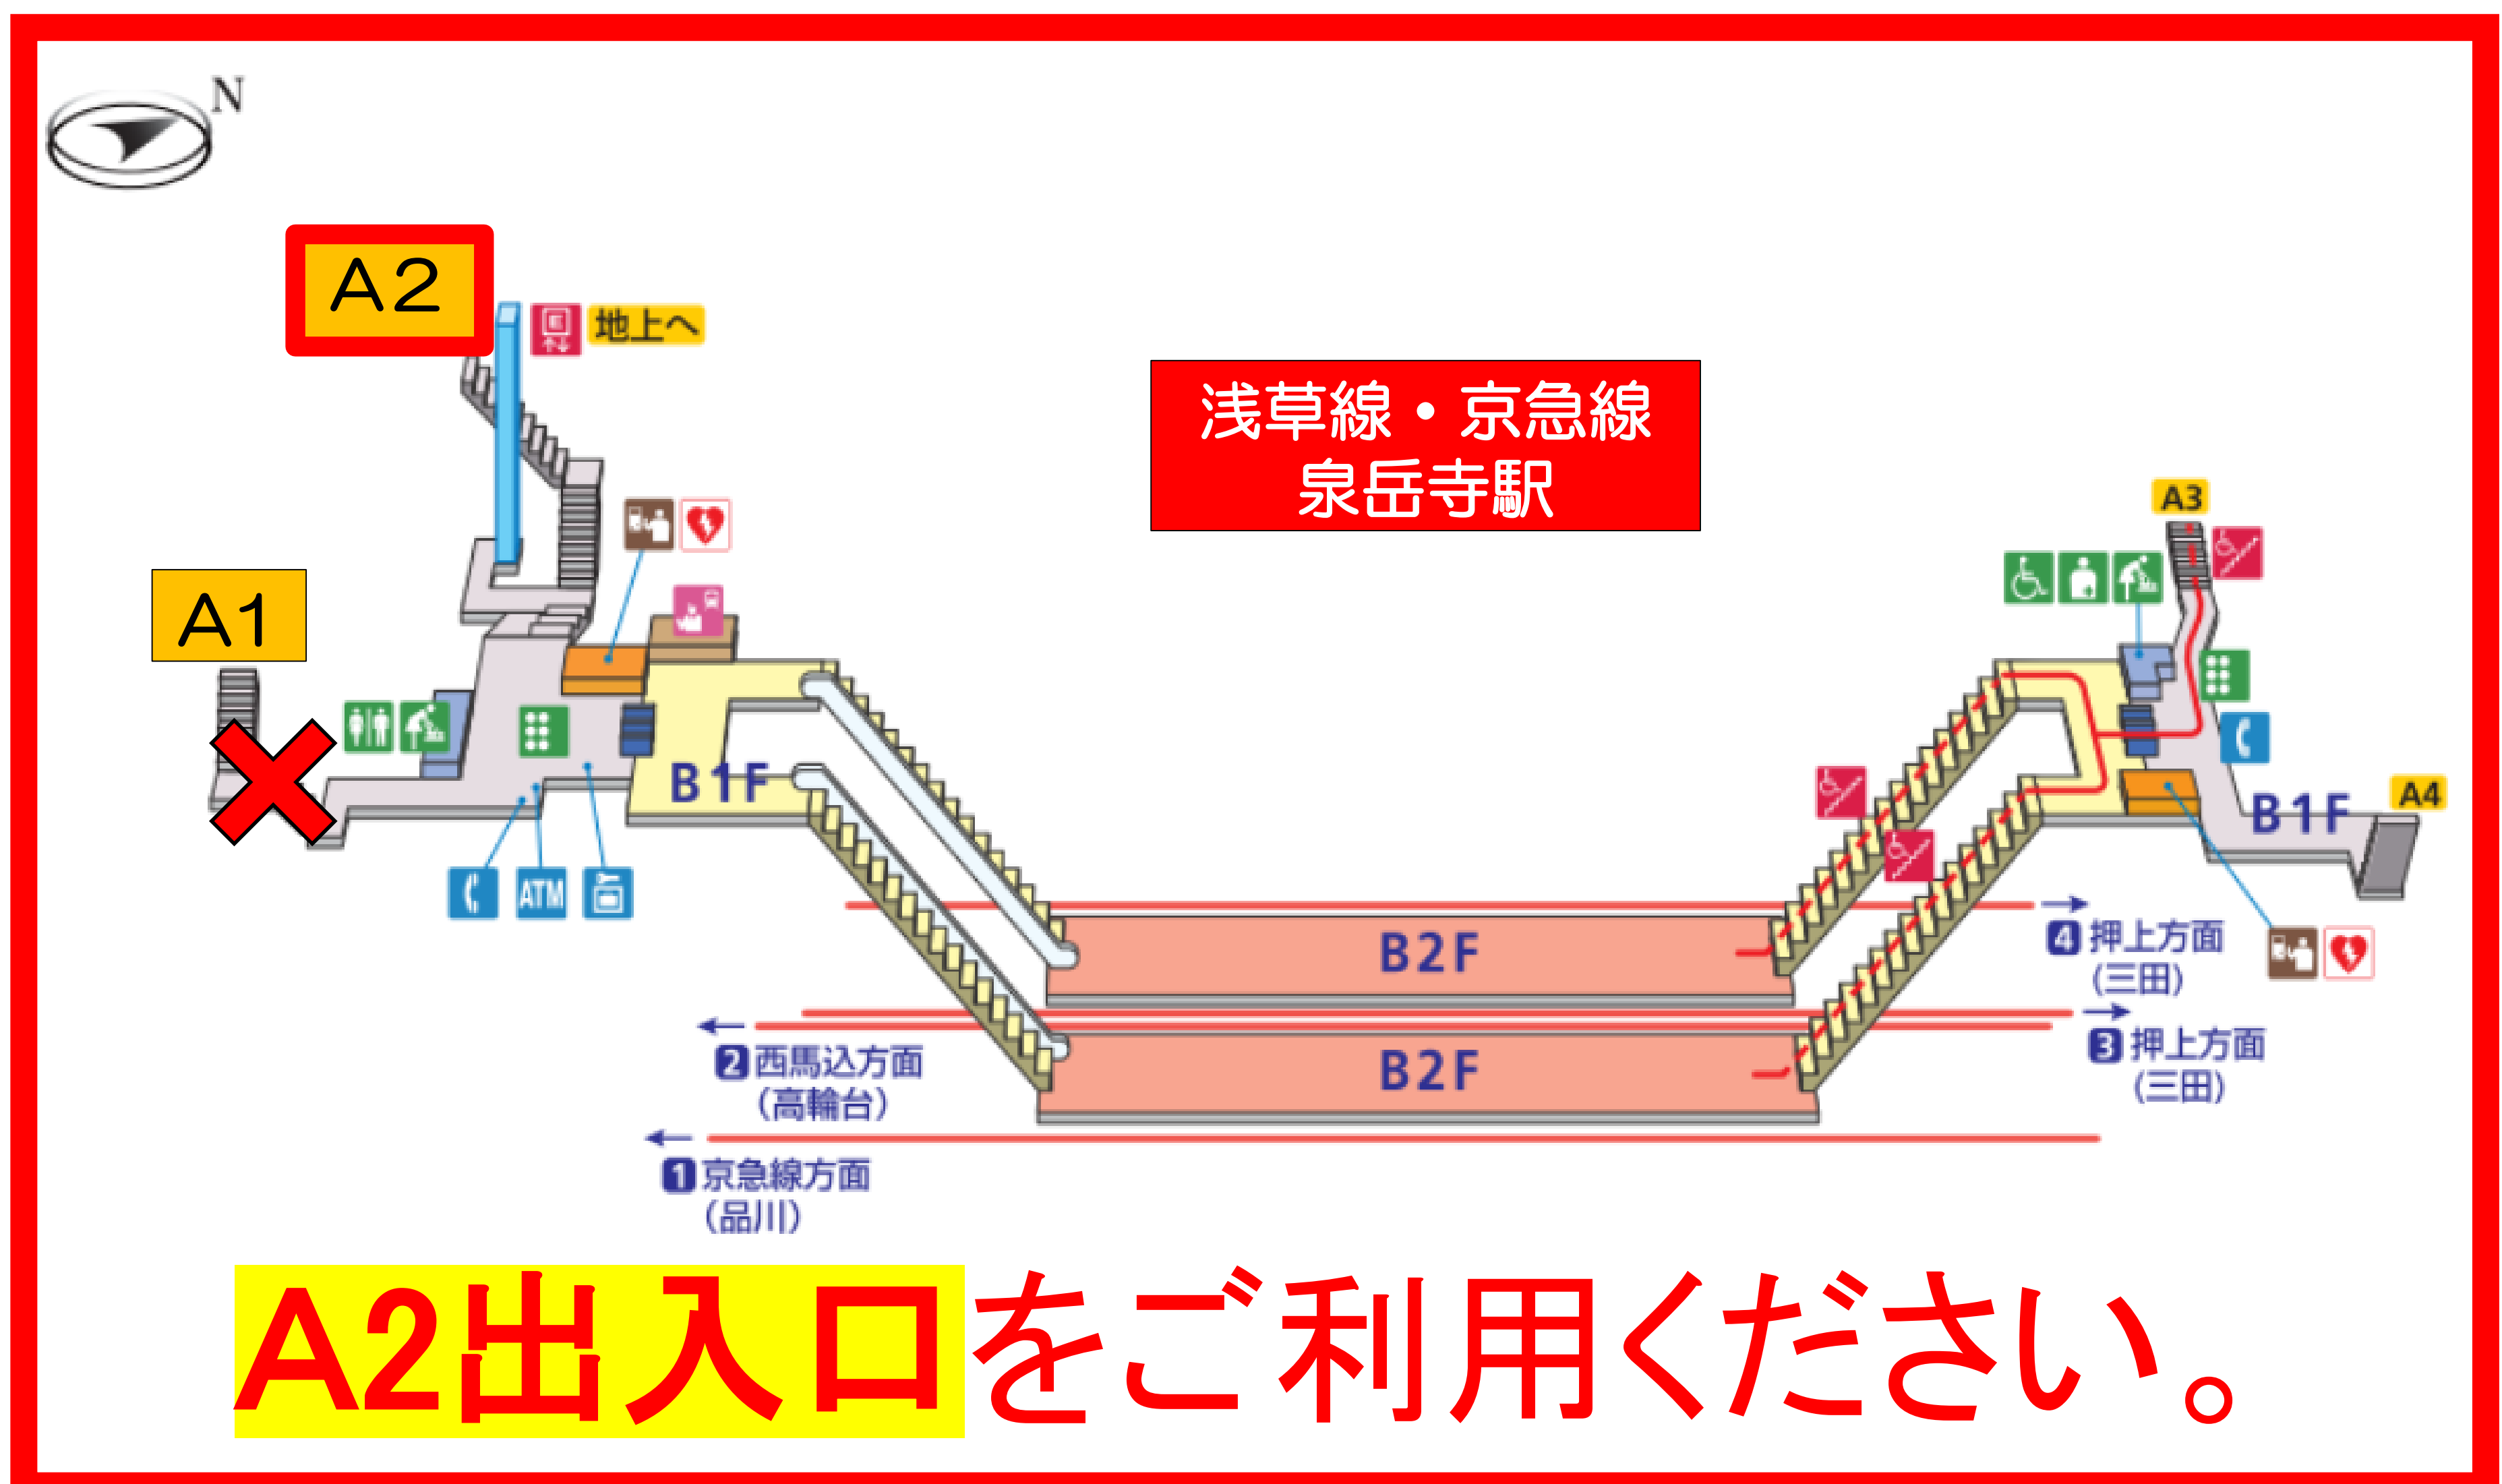 N
A2
地上へ
浅草線・京急線
泉岳寺駅
A3
A1
B1F
B1F
A4
ATM
B2F
4 押上方面
(三田)
3 押上方面
(三田)
2 西馬込方面
(高輪台)
B2F
1 京急線方面
(品川)
A2出入口をご利用ください。